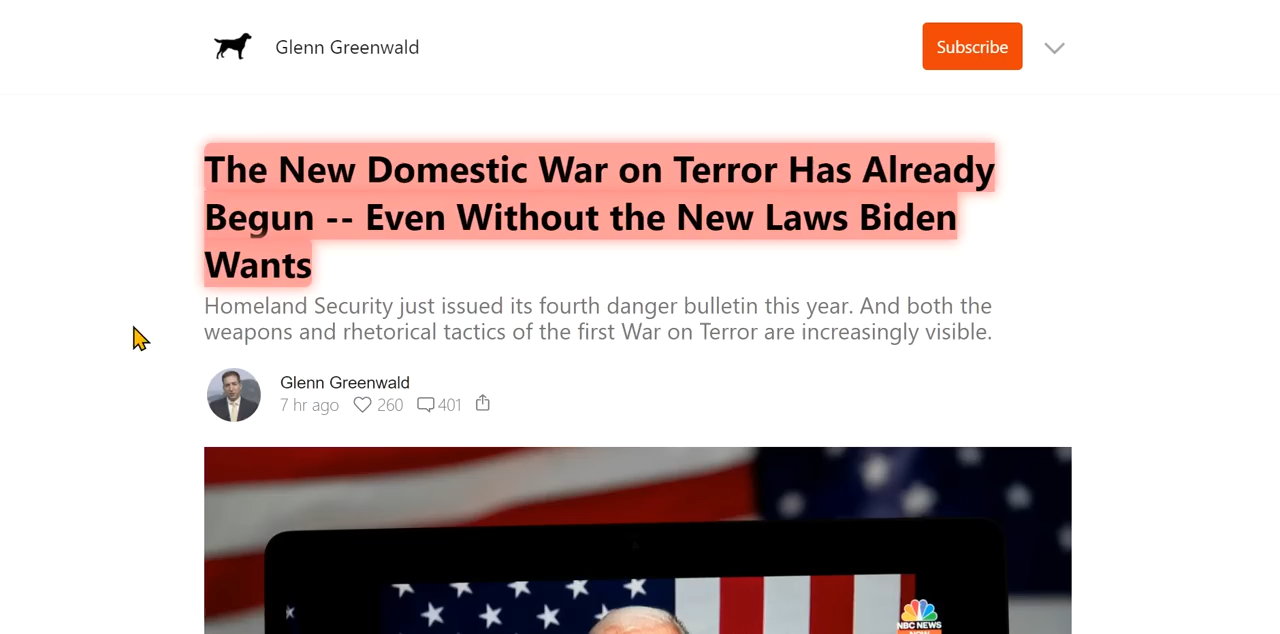 Glenn Greenwald
Subscribe
The New Domestic War on Terror Has Already
Begun -- Even Without the New Laws Biden
Wants
Homeland Security just issued its fourth danger bulletin this year. And both the
weapons and rhetorical tactics of the first War on Terror are increasingly visible.
Glenn Greenwald
7 hr ago 260 401
NBC NEWS
NOW